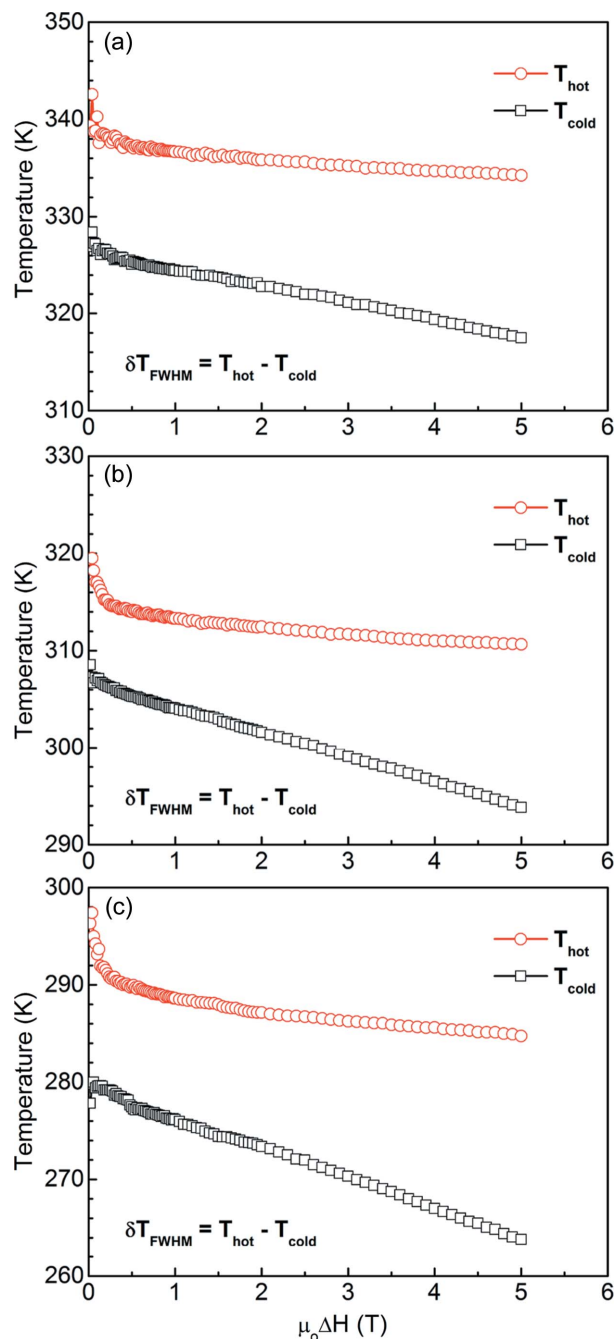 (a)
350
340
330
320
310
Temperature (K)
T_hot
T_cold
δT_FWHM = T_hot - T_cold
0 1 2 3 4 5 6
(b)
330
320
310
300
290
Temperature (K)
T_hot
T_cold
δT_FWHM = T_hot - T_cold
0 1 2 3 4 5 6
(c)
300
290
280
270
260
Temperature (K)
T_hot
T_cold
δT_FWHM = T_hot - T_cold
0 1 2 3 4 5 6
μ₀ΔH (T)